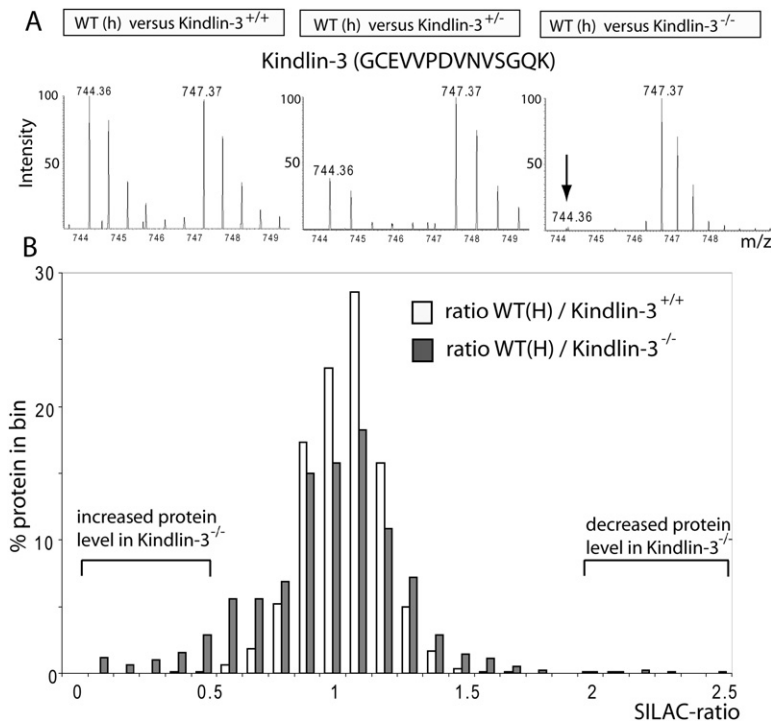 A
WT (h) versus Kindlin-3+/+
WT (h) versus Kindlin-3+/-
WT (h) versus Kindlin-3-/-
Kindlin-3 (GCEVVPDVNVSGQK)
Intensity
100
50
744.36
747.37
744 745 746 747 748 749
100
50
744.36
747.37
744 745 746 747 748 749
100
50
744.36
747.37
744 745 746 747 748
m/z
B
% protein in bin
30
20
10
0
ratio WT(H) / Kindlin-3+/+
ratio WT(H) / Kindlin-3-/-
increased protein
level in Kindlin-3-/-
decreased protein
level in Kindlin-3-/-
0 0.5 1 1.5 2 2.5
SILAC-ratio